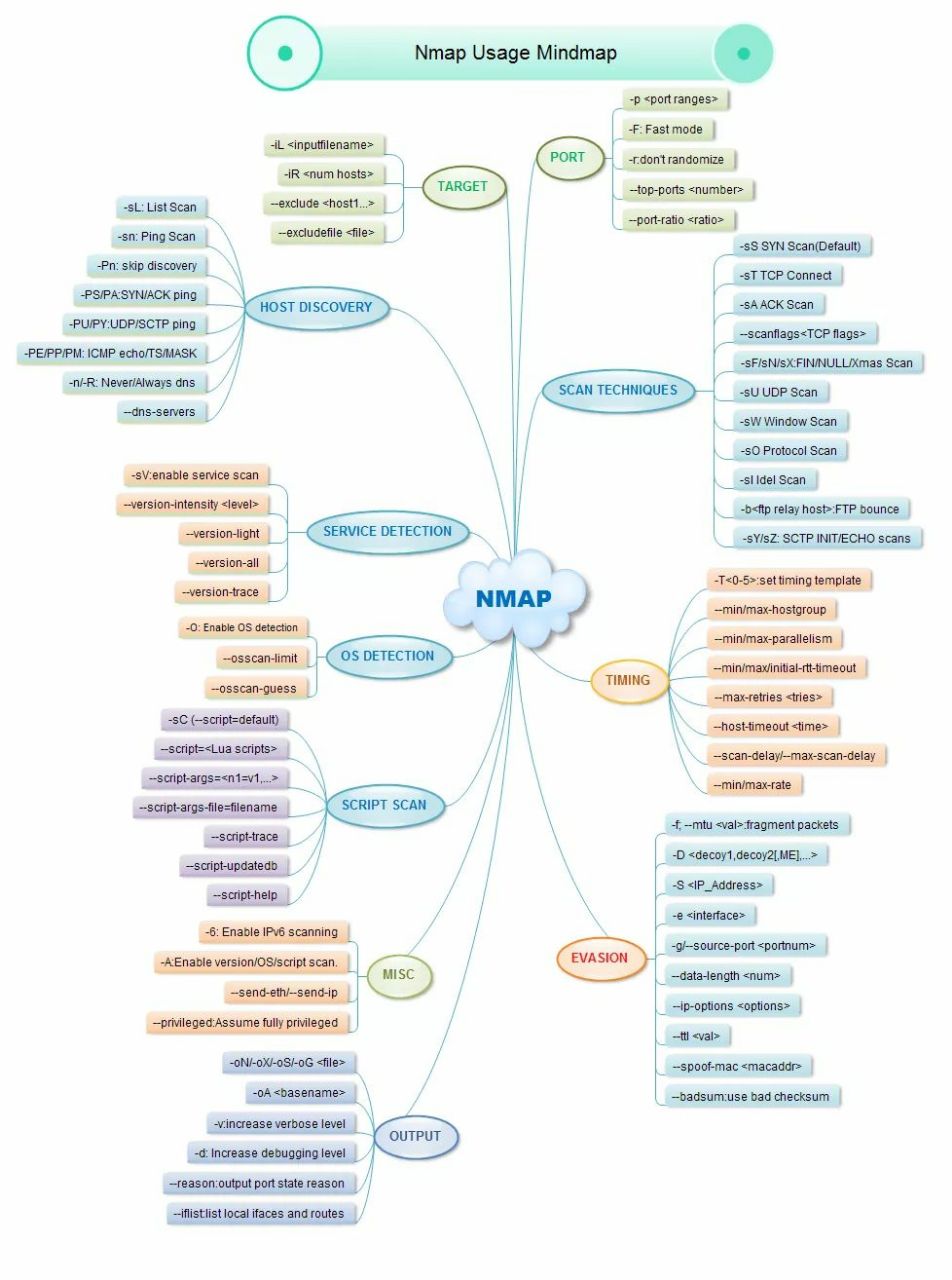 Nmap Usage Mindmap
TARGET
-iL <inputfilename>
-iR <num hosts>
--exclude <host1...>
--excludefile <file>
PORT
-p <port ranges>
-F: Fast mode
-r:don't randomize
--top-ports <number>
--port-ratio <ratio>
HOST DISCOVERY
-sL: List Scan
-sn: Ping Scan
-Pn: skip discovery
-PS/PA:SYN/ACK ping
-PU/PY:UDP/SCTP ping
-PE/PP/PM: ICMP echo/TS/MASK
-n/-R: Never/Always dns
--dns-servers
SCAN TECHNIQUES
-sS SYN Scan(Default)
-sT TCP Connect
-sA ACK Scan
--scanflags<TCP flags>
-sF/sN/sX:FIN/NULL/Xmas Scan
-sU UDP Scan
-sW Window Scan
-sO Protocol Scan
-sI Idel Scan
-b<ftp relay host>:FTP bounce
-sY/sZ: SCTP INIT/ECHO scans
SERVICE DETECTION
-sV:enable service scan
--version-intensity <level>
--version-light
--version-all
--version-trace
NMAP
OS DETECTION
-O: Enable OS detection
--osscan-limit
--osscan-guess
TIMING
-T<0-5>:set timing template
--min/max-hostgroup
--min/max-parallelism
--min/max/initial-rtt-timeout
--max-retries <tries>
--host-timeout <time>
--scan-delay/--max-scan-delay
--min/max-rate
SCRIPT SCAN
-sC (--script=default)
--script=<Lua scripts>
--script-args=<n1=v1,...>
--script-args-file=filename
--script-trace
--script-updatedb
--script-help
EVASION
-f; --mtu <val>:fragment packets
-D <decoy1,decoy2[,ME],...>
-S <IP_Address>
-e <interface>
-g/--source-port <portnum>
--data-length <num>
--ip-options <options>
--ttl <val>
--spoof-mac <macaddr>
--badsum:use bad checksum
MISC
-6: Enable IPv6 scanning
-A:Enable version/OS/script scan.
--send-eth/--send-ip
--privileged:Assume fully privileged
OUTPUT
-oN/-oX/-oS/-oG <file>
-oA <basename>
-v:increase verbose level
-d: Increase debugging level
--reason:output port state reason
--iflist:list local ifaces and routes